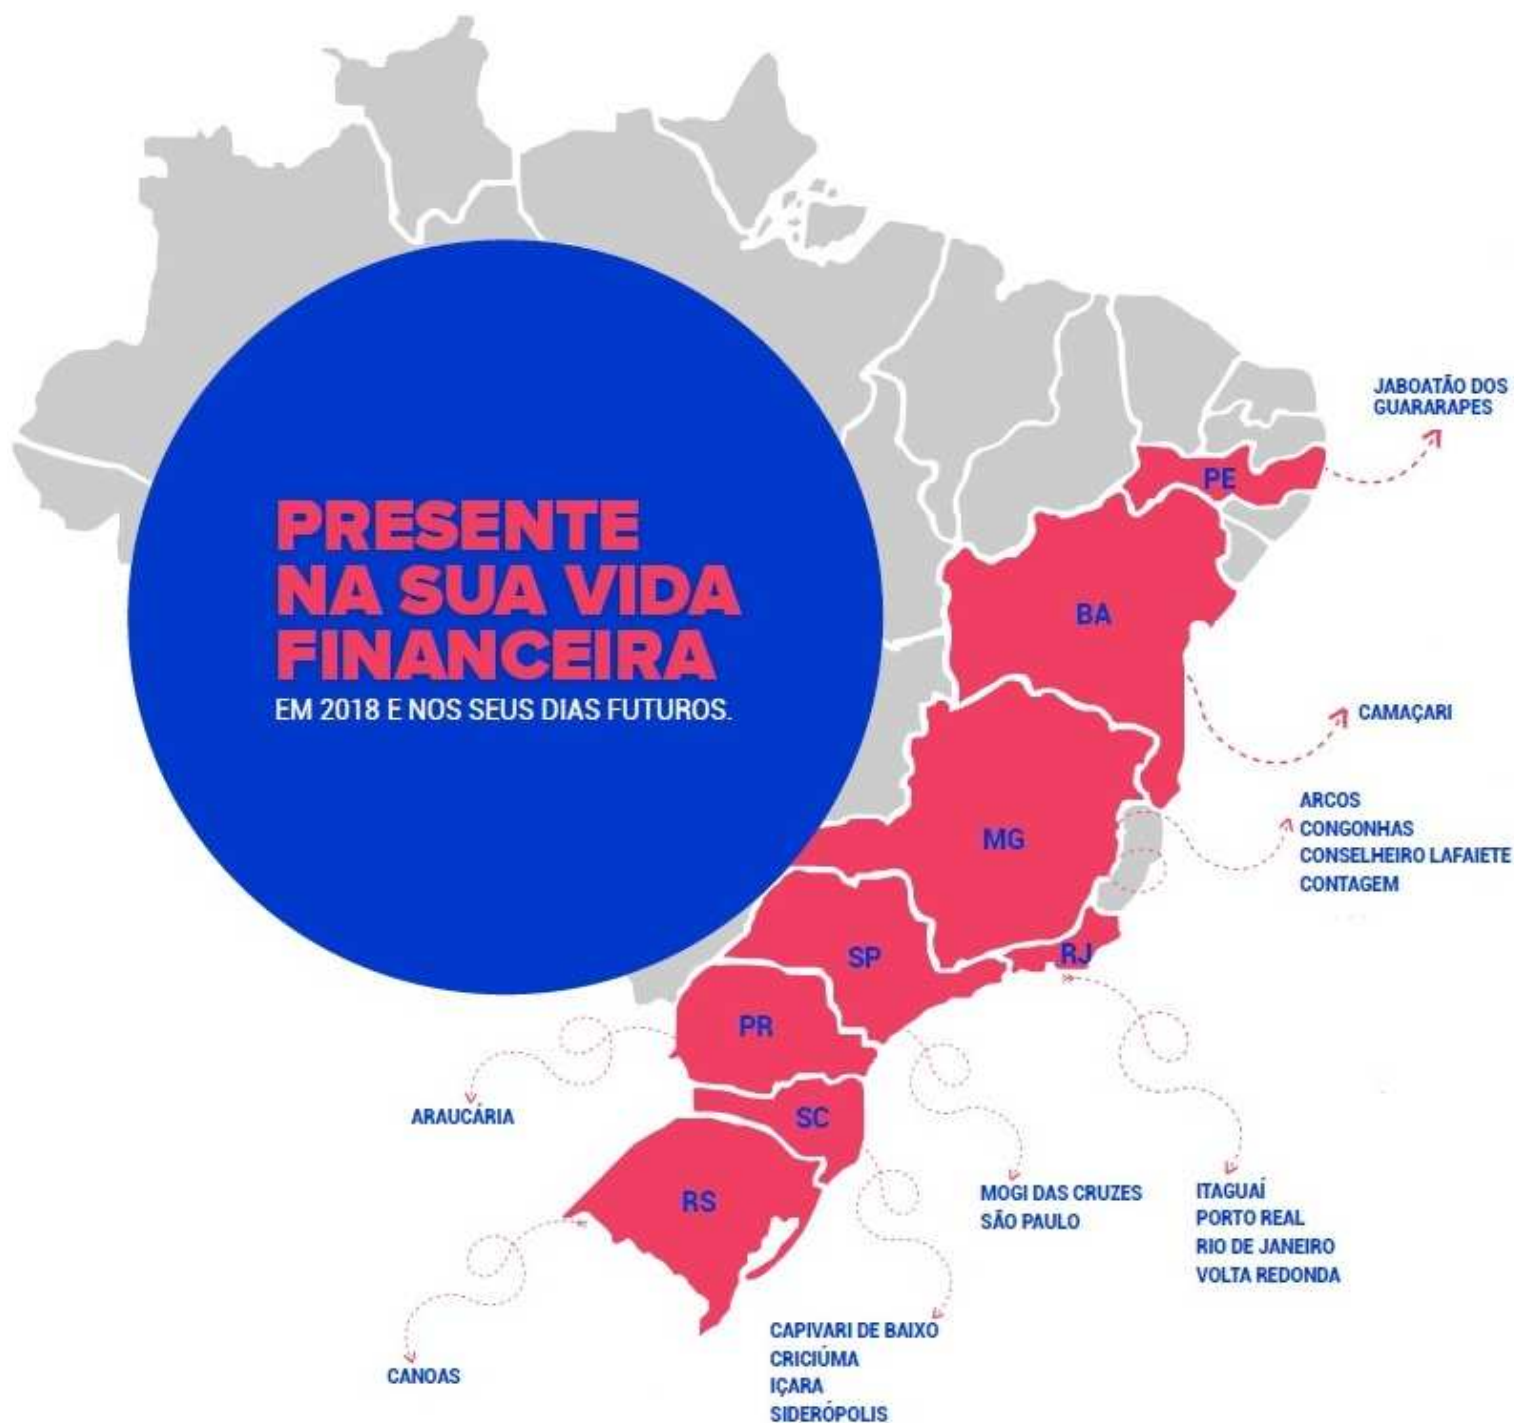 JABOATÃO DOS
GUARARAPES
PE
PRESENTE
NA SUA VIDA
FINANCEIRA
EM 2018 E NOS SEUS DIAS FUTUROS.
BA
CAMAÇARI
ARCOS
CONGONHAS
CONSELHEIRO LAFAIETE
CONTAGEM
MG
SP
RJ
PR
ARAUCÁRIA
SC
RS
MOGI DAS CRUZES
SÃO PAULO
ITAGUAÍ
PORTO REAL
RIO DE JANEIRO
VOLTA REDONDA
CAPIVARI DE BAIXO
CRICIÚMA
IÇARA
SIDERÓPOLIS
CANOAS